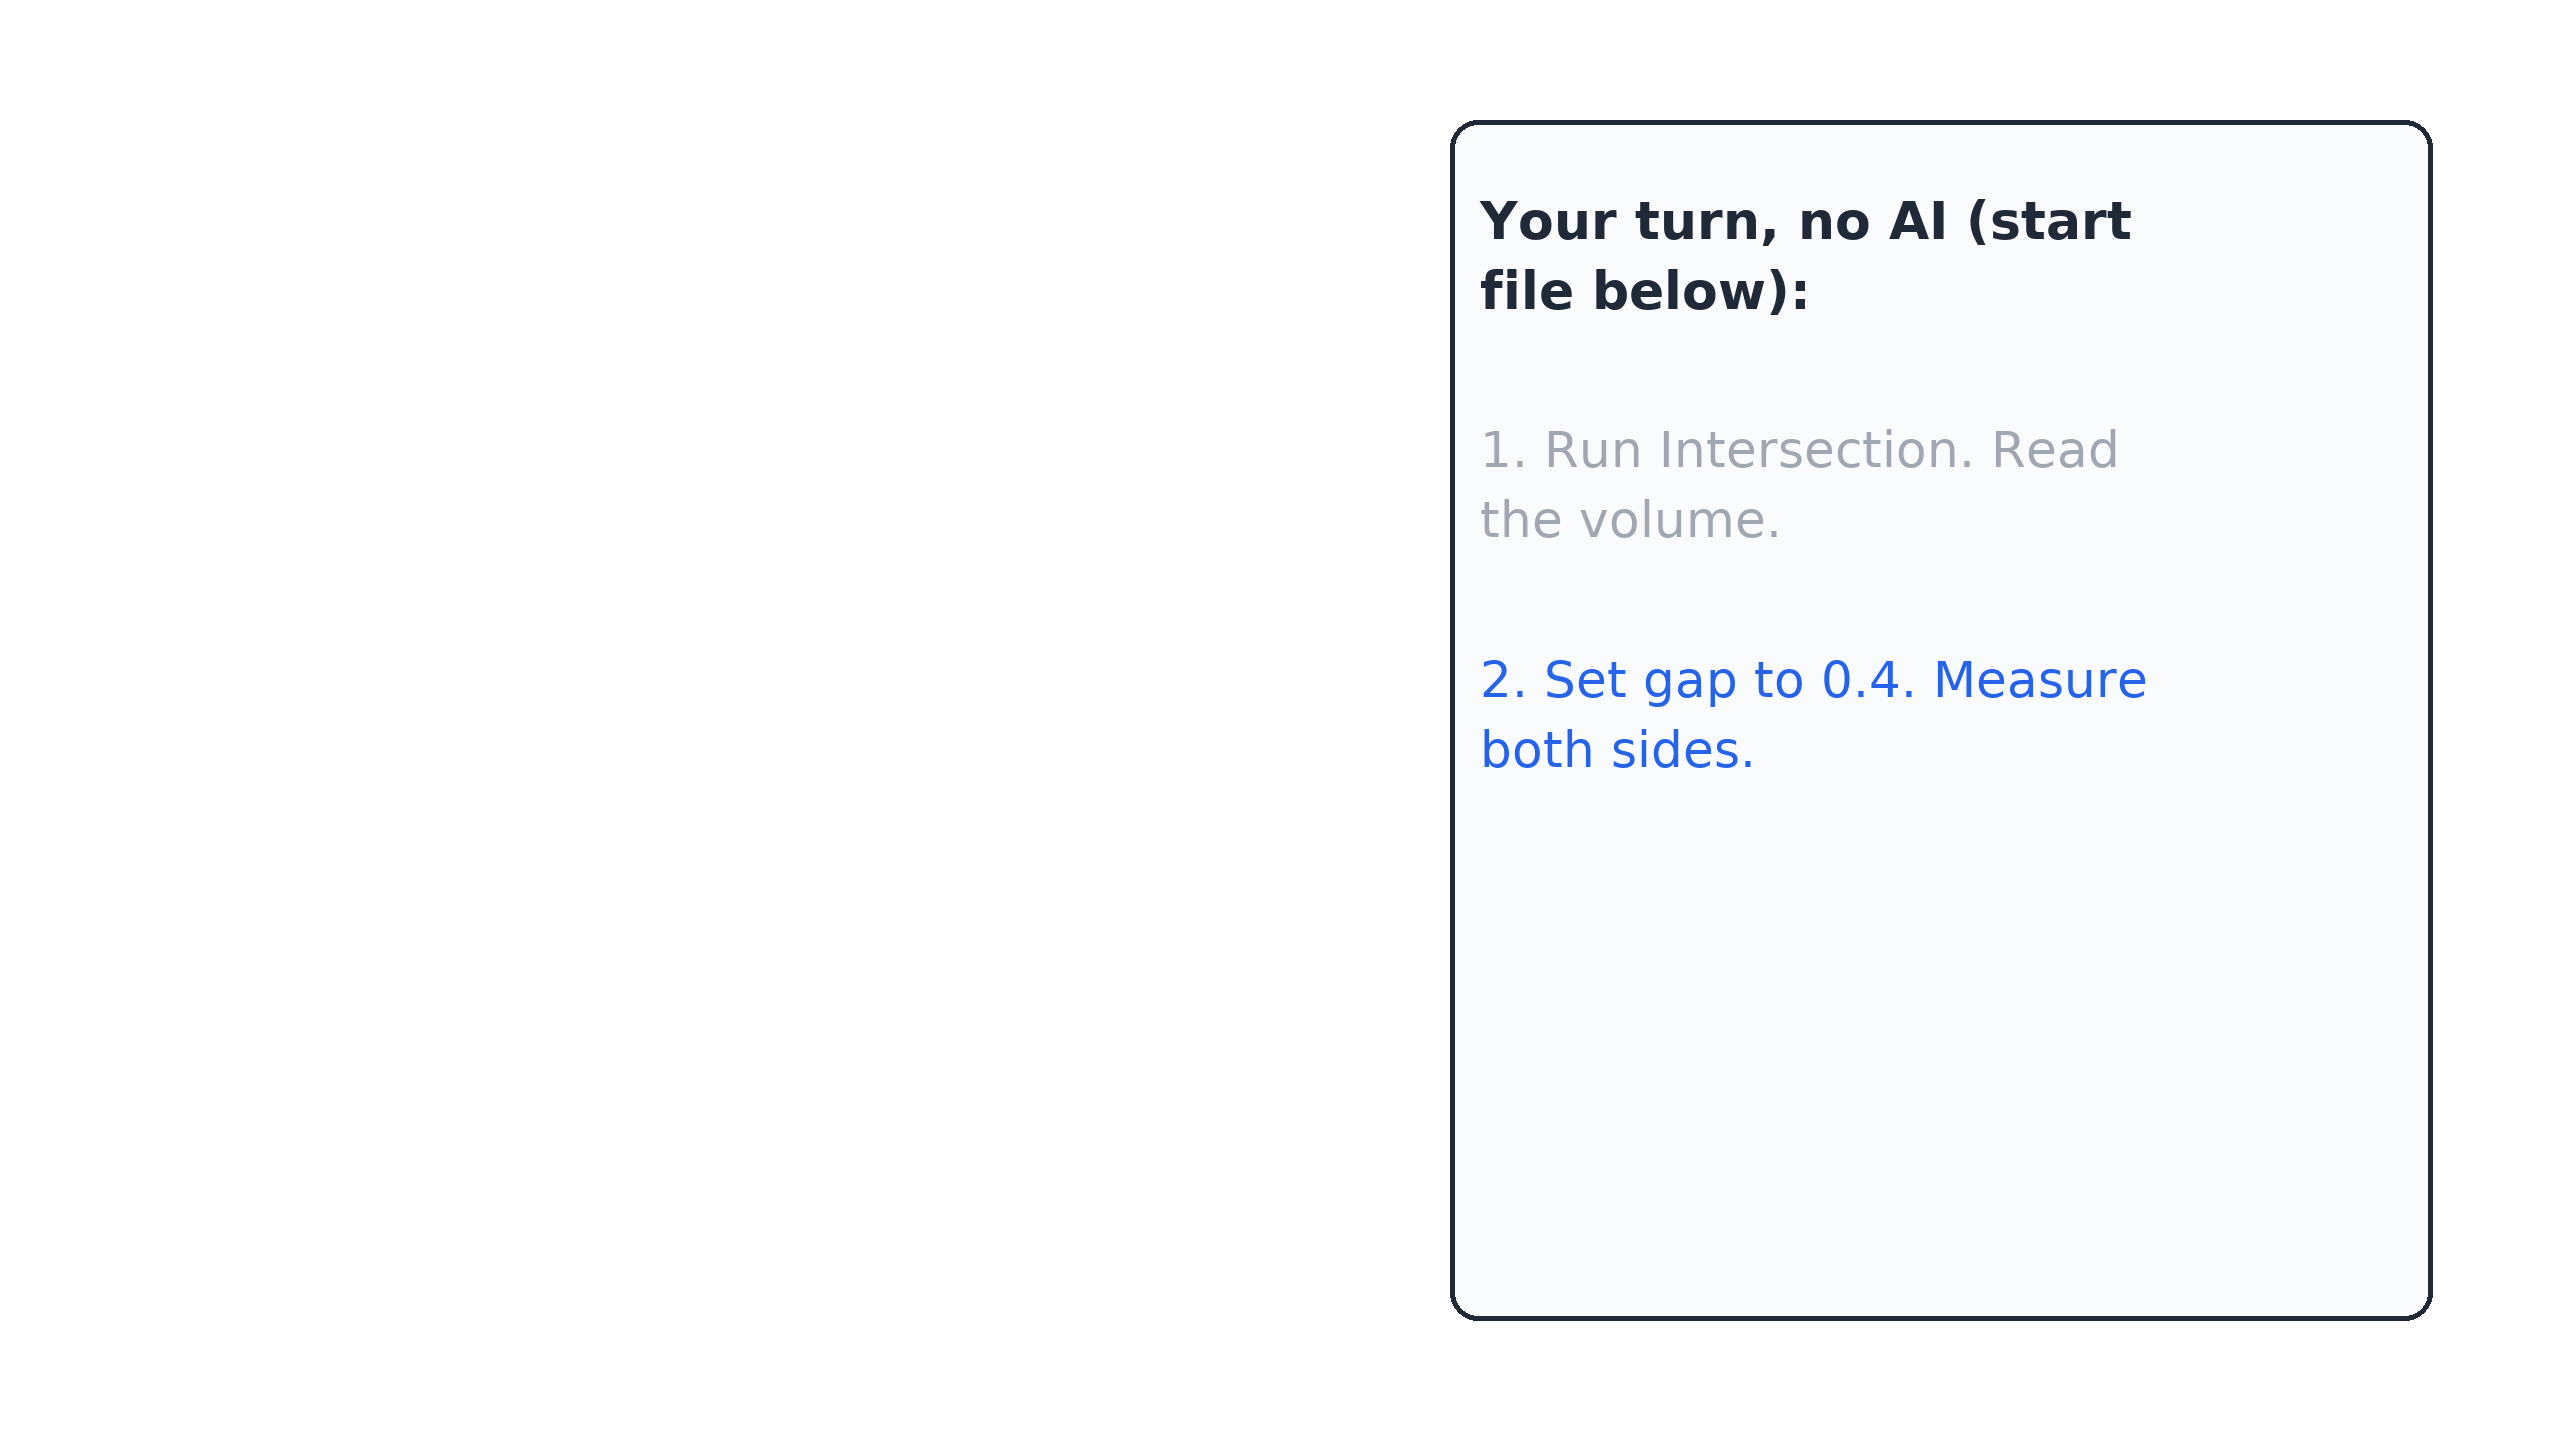 Your turn, no AI (start
file below):
1. Run Intersection. Read
the volume.
2. Set gap to 0.4. Measure
both sides.